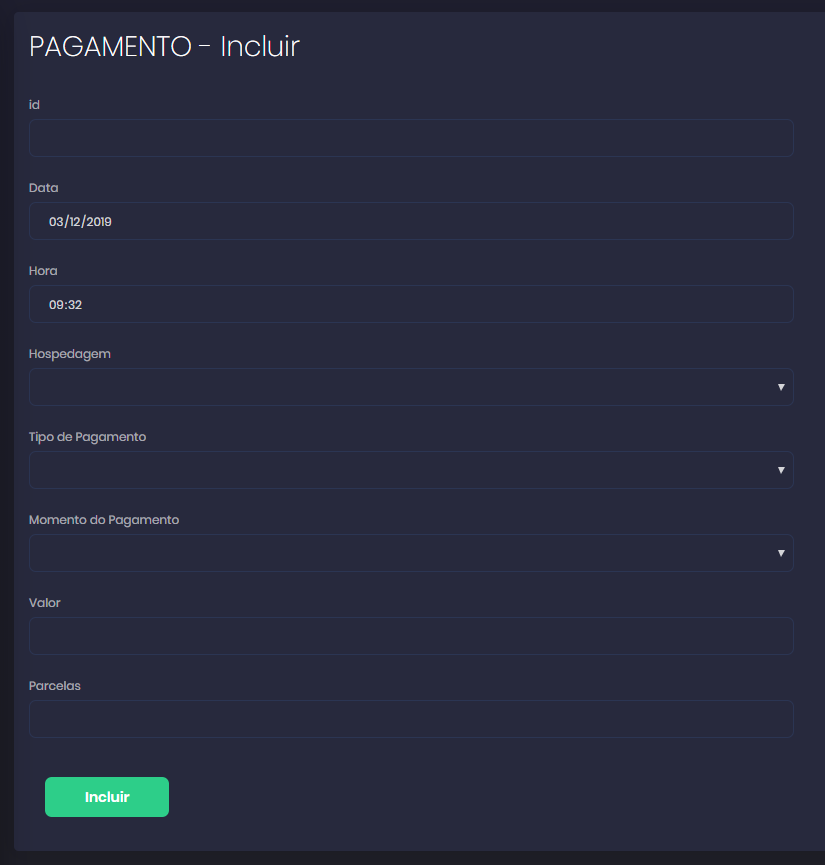 PAGAMENTO - Incluir
id
Data
03/12/2019
Hora
09:32
Hospedagem
Tipo de Pagamento
Momento do Pagamento
Valor
Parcelas
Incluir